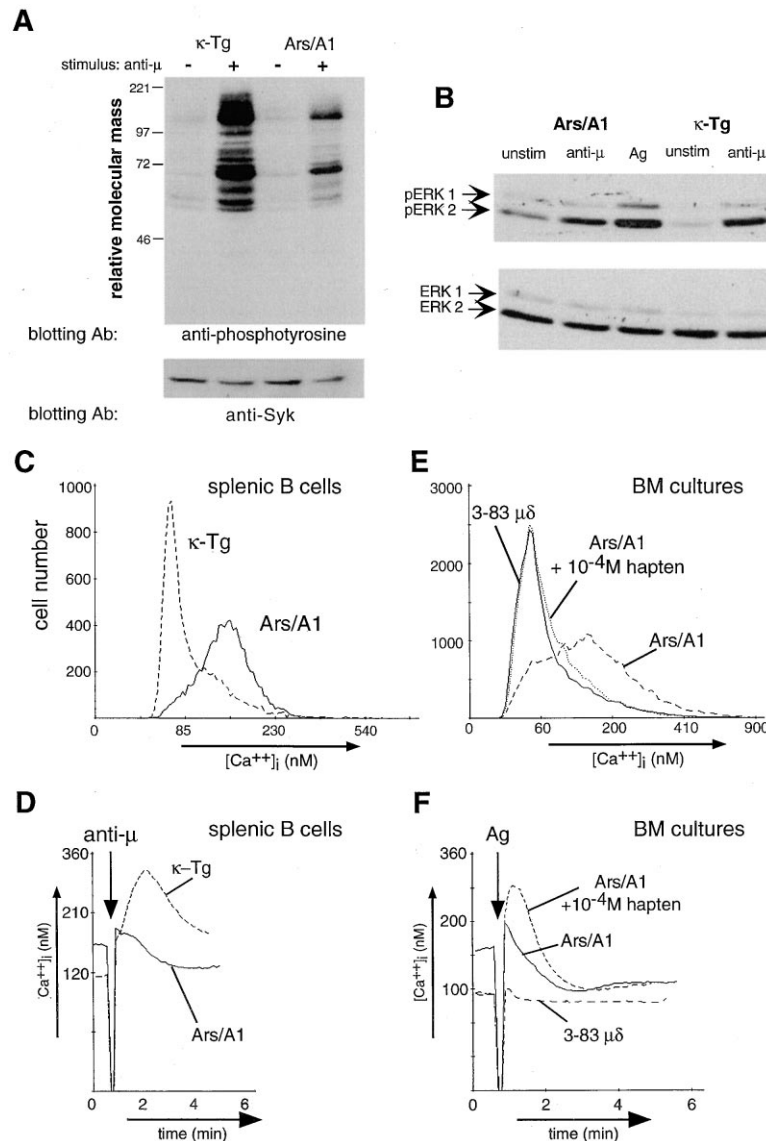 A
κ-Tg Ars/A1
stimulus: anti-μ - + - +
relative molecular mass
221
97
72
46
blotting Ab: anti-phosphotyrosine
blotting Ab: anti-Syk
B
Ars/A1 κ-Tg
unstim anti-μ Ag unstim anti-μ
pERK 1
pERK 2
ERK 1
ERK 2
C
splenic B cells
cell number
1000
800
600
400
200
κ-Tg
Ars/A1
0 85 230 540
[Ca++]i (nM)
E
BM cultures
3000
2000
1000
3-83 μδ
Ars/A1
+ 10-4M hapten
Ars/A1
0 60 200 410 900
[Ca++]i (nM)
D
anti-μ
splenic B cells
[Ca++]i (nM)
360
210
120
κ–Tg
Ars/A1
0 2 4 6
time (min)
F
Ag
BM cultures
[Ca++]i (nM)
360
200
100
Ars/A1
+10-4M hapten
Ars/A1
3-83 μδ
0 2 4 6
time (min)